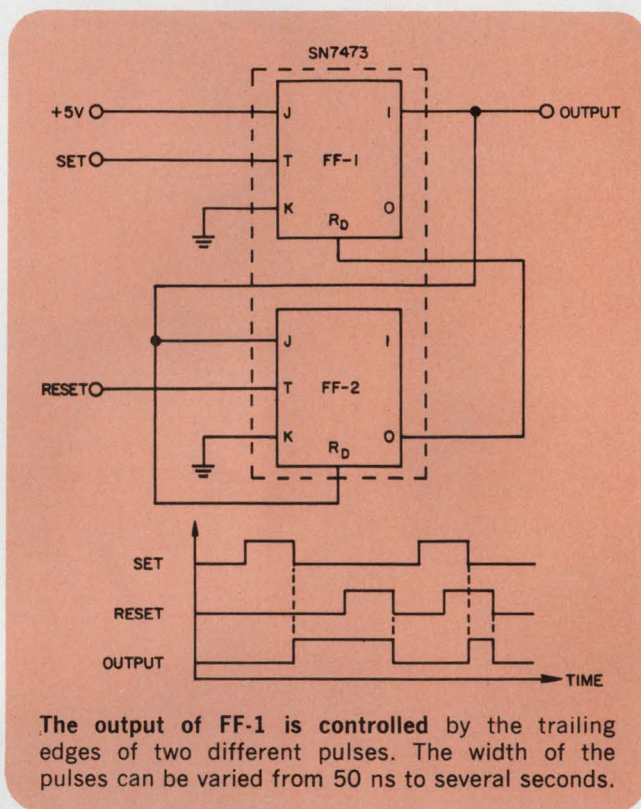 SN7473
+5V
J
1
OUTPUT
SET
T
FF-1
K
RD
0
J
1
RESET
T
FF-2
K
RD
0
SET
RESET
OUTPUT
TIME
The output of FF-1 is controlled by the trailing
edges of two different pulses. The width of the
pulses can be varied from 50 ns to several seconds.